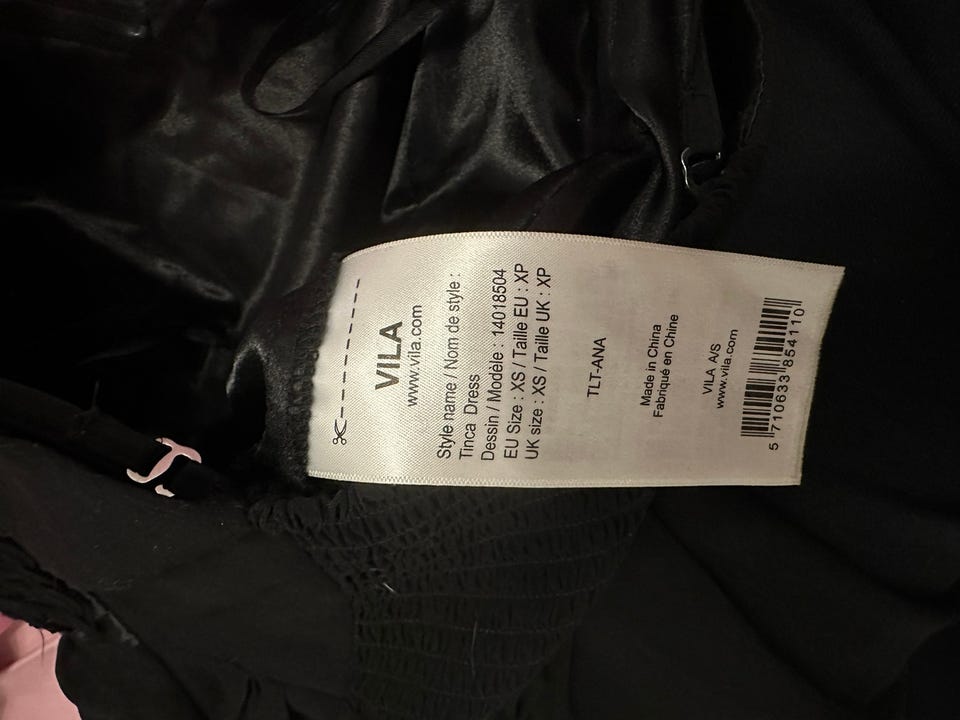 VILA
www.vila.com
Style name / Nom de style :
Tinca Dress
Dessin / Modèle : 14018504
EU Size : XS / Taille EU : XP
UK size : XS / Taille UK : XP
TLT-ANA
Made in China
Fabriqué en Chine
VILA A/S
www.vila.com
5 710633 854110